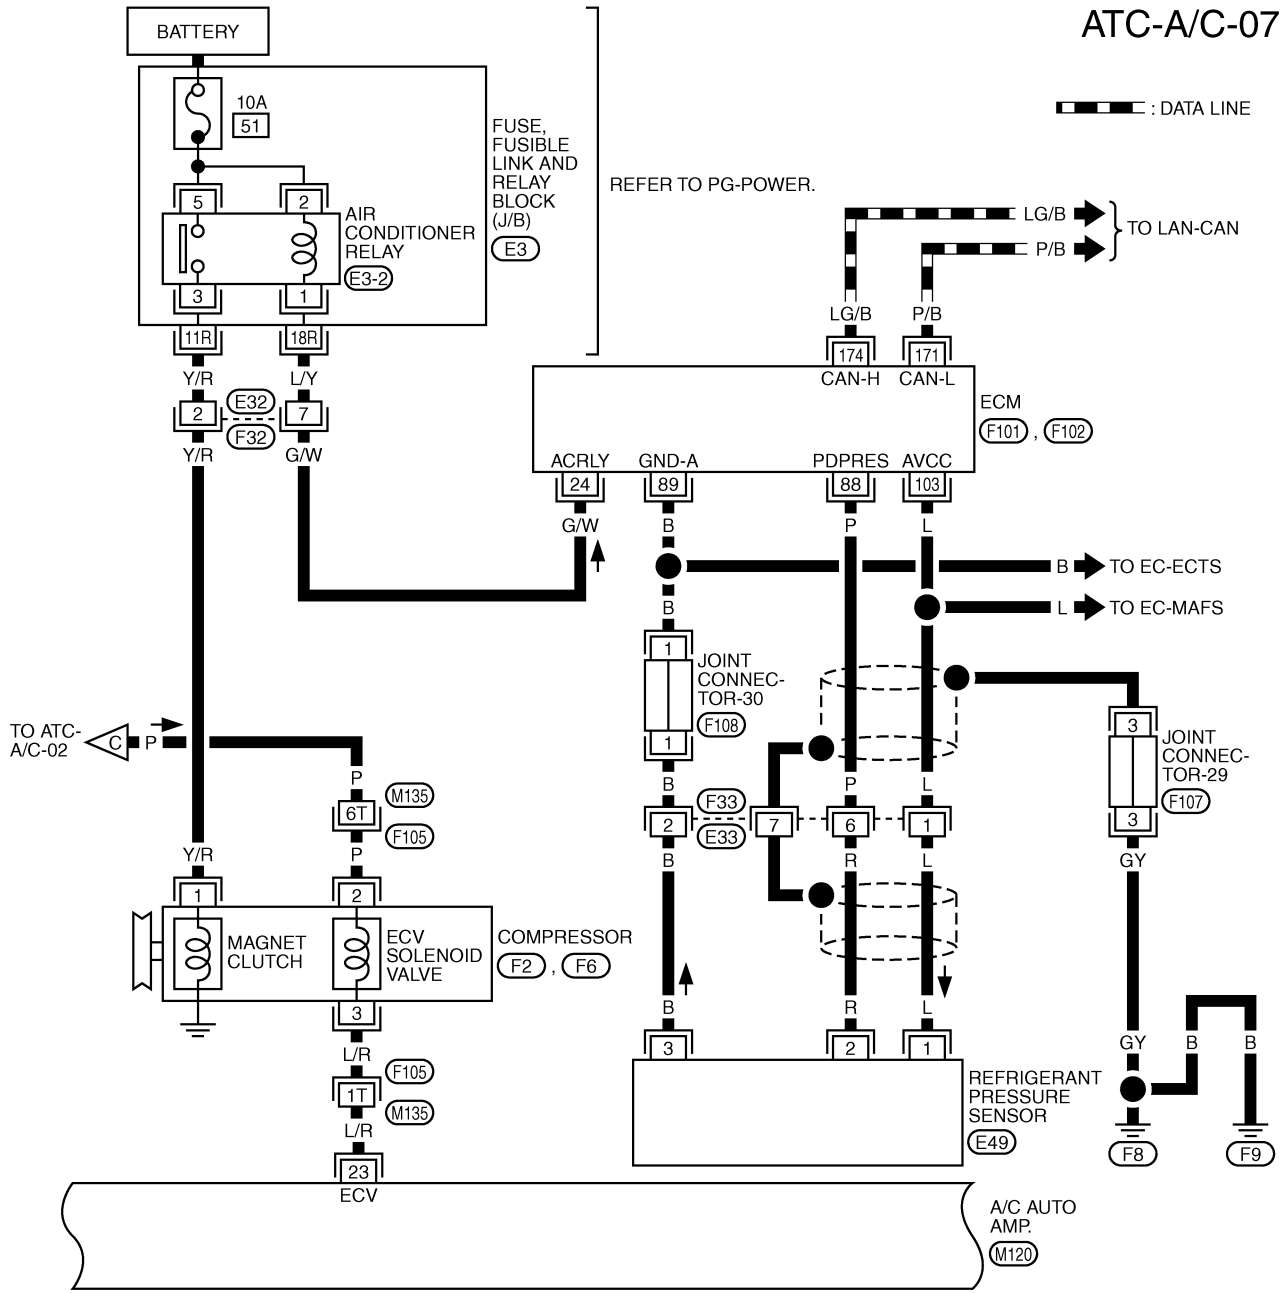 ATC-A/C-07
BATTERY
10A
51
FUSE,
FUSIBLE
LINK AND
RELAY
BLOCK
(J/B)
E3
REFER TO PG-POWER.
: DATA LINE
5
2
AIR
CONDITIONER
RELAY
E3-2
3
1
11R
18R
Y/R
L/Y
2
E32
F32
7
Y/R
G/W
LG/B
P/B
TO LAN-CAN
LG/B
P/B
174
171
CAN-H
CAN-L
ECM
F101 , F102
ACRLY
GND-A
PDPRES
AVCC
24
89
88
103
G/W
B
P
L
B
TO EC-ECTS
B
L
TO EC-MAFS
1
JOINT
CONNEC-
TOR-30
F108
1
3
JOINT
CONNEC-
TOR-29
F107
3
TO ATC-
A/C-02
C
P
P
M135
6T
F105
P
Y/R
B
P
L
F33
E33
2
7
6
1
B
R
L
GY
1
2
MAGNET
CLUTCH
ECV
SOLENOID
VALVE
COMPRESSOR
F2 , F6
3
L/R
F105
1T
M135
L/R
23
ECV
B
R
L
3
2
1
REFRIGERANT
PRESSURE
SENSOR
E49
GY
B
B
F8
F9
A/C AUTO
AMP.
M120